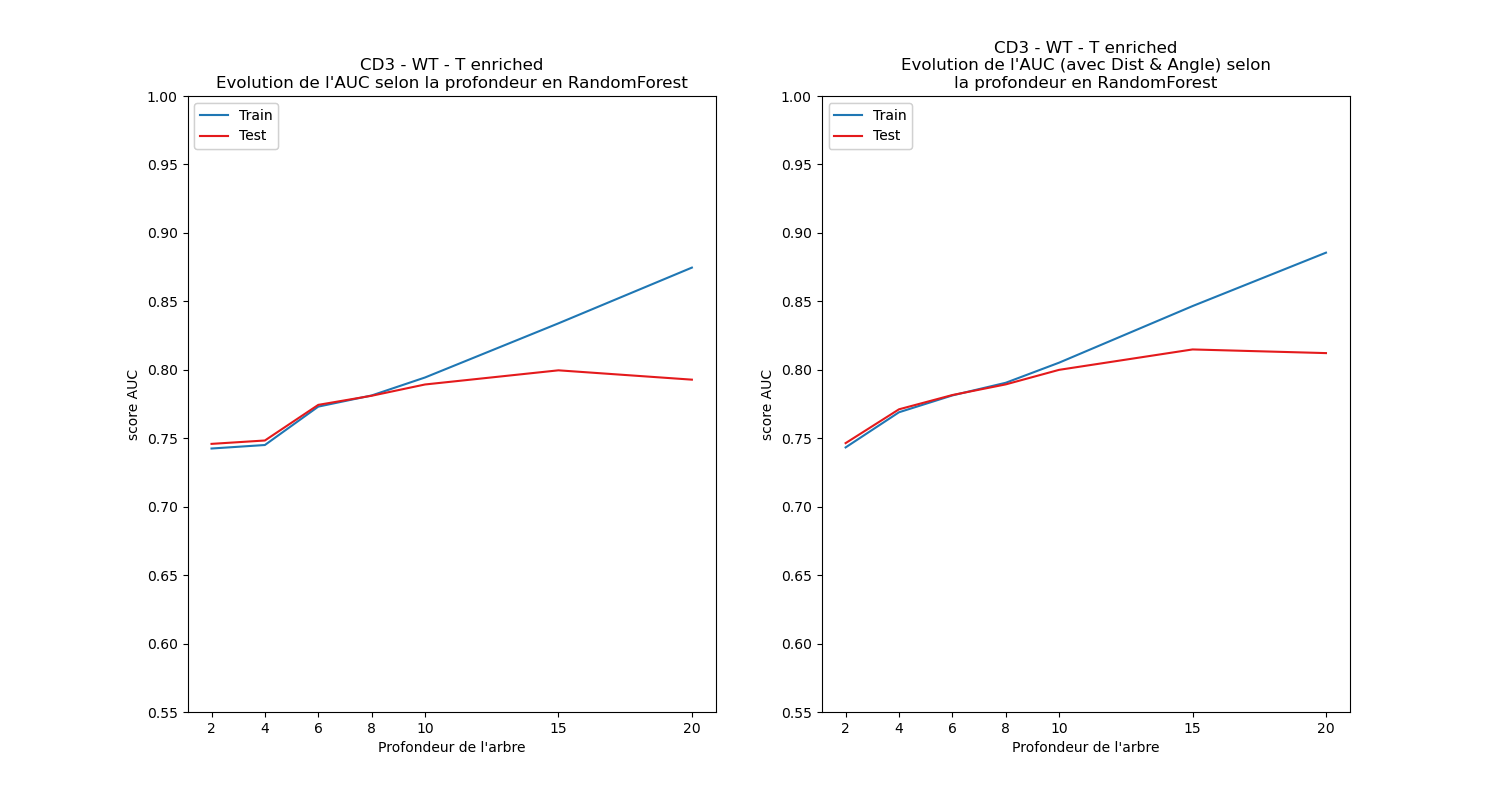 CD3 - WT - T enriched
Evolution de l'AUC selon la profondeur en RandomForest
Train
Test
1.00
0.95
0.90
0.85
0.80
0.75
0.70
0.65
0.60
0.55
score AUC
2 4 6 8 10 15 20
Profondeur de l'arbre
CD3 - WT - T enriched
Evolution de l'AUC (avec Dist & Angle) selon
la profondeur en RandomForest
Train
Test
1.00
0.95
0.90
0.85
0.80
0.75
0.70
0.65
0.60
0.55
score AUC
2 4 6 8 10 15 20
Profondeur de l'arbre